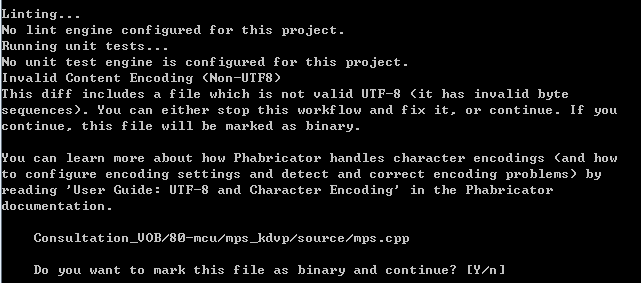 Linting...
No lint engine configured for this project.
Running unit tests...
No unit test engine is configured for this project.
Invalid Content Encoding (Non-UTF8)
This diff includes a file which is not valid UTF-8 (it has invalid byte
sequences). You can either stop this workflow and fix it, or continue. If you
continue, this file will be marked as binary.
You can learn more about how Phabricator handles character encodings (and how
to configure encoding settings and detect and correct encoding problems) by
reading 'User Guide: UTF-8 and Character Encoding' in the Phabricator
documentation.
Consultation_VOB/80-mcu/mps_kdvp/source/mps.cpp
Do you want to mark this file as binary and continue? [Y/n]